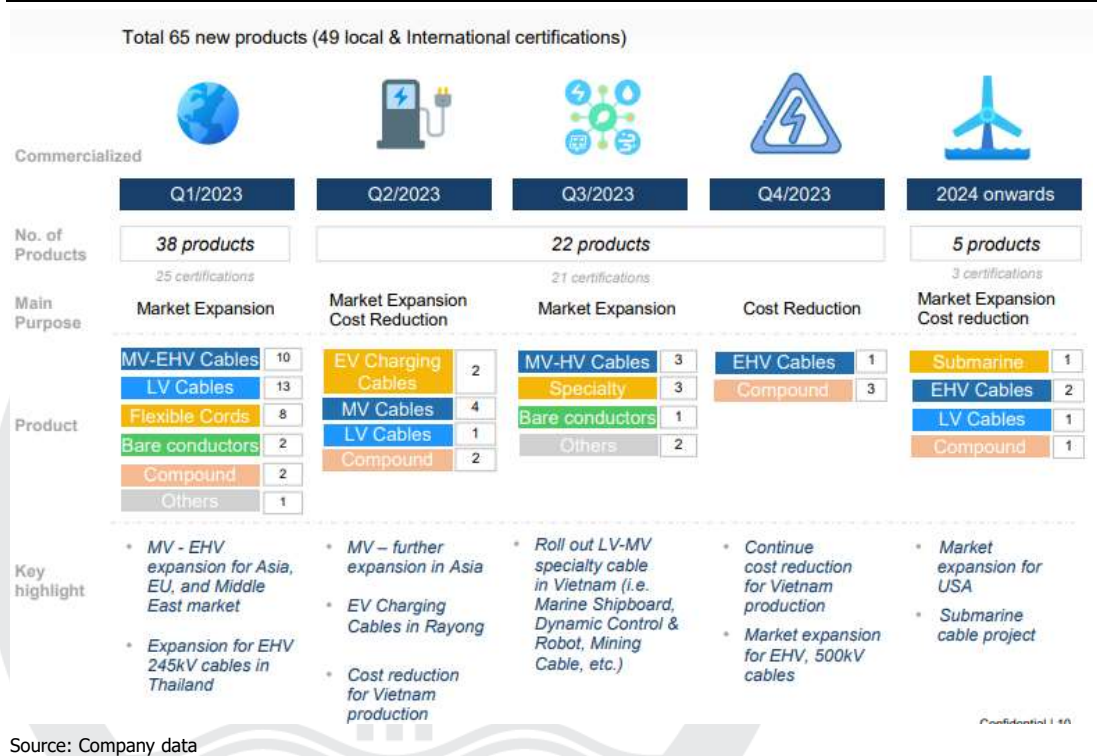 Total 65 new products (49 local & International certifications)
Commercialized
Q1/2023
Q2/2023
Q3/2023
Q4/2023
2024 onwards
No. of
Products
38 products
22 products
5 products
25 certifications
21 certifications
3 certifications
Main
Purpose
Market Expansion
Market Expansion
Cost Reduction
Market Expansion
Cost Reduction
Market Expansion
Cost reduction
Product
MV-EHV Cables 10
LV Cables 13
Flexible Cords 8
Bare conductors 2
Compound 2
Others 1
EV Charging
Cables 2
MV Cables 4
LV Cables 1
Compound 2
MV-HV Cables 3
Specialty 3
Bare conductors 1
Others 2
EHV Cables 1
Compound 3
Submarine 1
EHV Cables 2
LV Cables 1
Compound 1
Key
highlight
• MV - EHV
expansion for Asia,
EU, and Middle
East market
• Expansion for EHV
245kV cables in
Thailand
• MV – further
expansion in Asia
• EV Charging
Cables in Rayong
• Cost reduction
for Vietnam
production
• Roll out LV-MV
specialty cable
in Vietnam (i.e.
Marine Shipboard,
Dynamic Control &
Robot, Mining
Cable, etc.)
• Continue
cost reduction
for Vietnam
production
• Market expansion
for EHV, 500kV
cables
• Market
expansion for
USA
• Submarine
cable project
Confidential | 10
Source: Company data